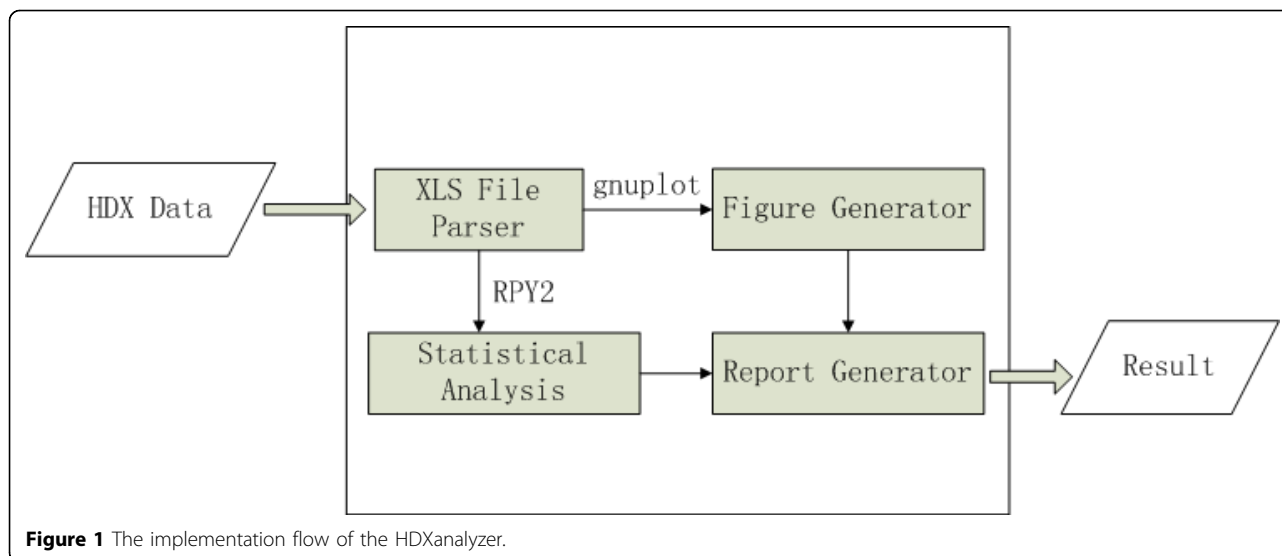 HDX Data
XLS File
Parser
gnuplot
Figure Generator
RPY2
Statistical
Analysis
Report Generator
Result
Figure 1 The implementation flow of the HDXanalyzer.